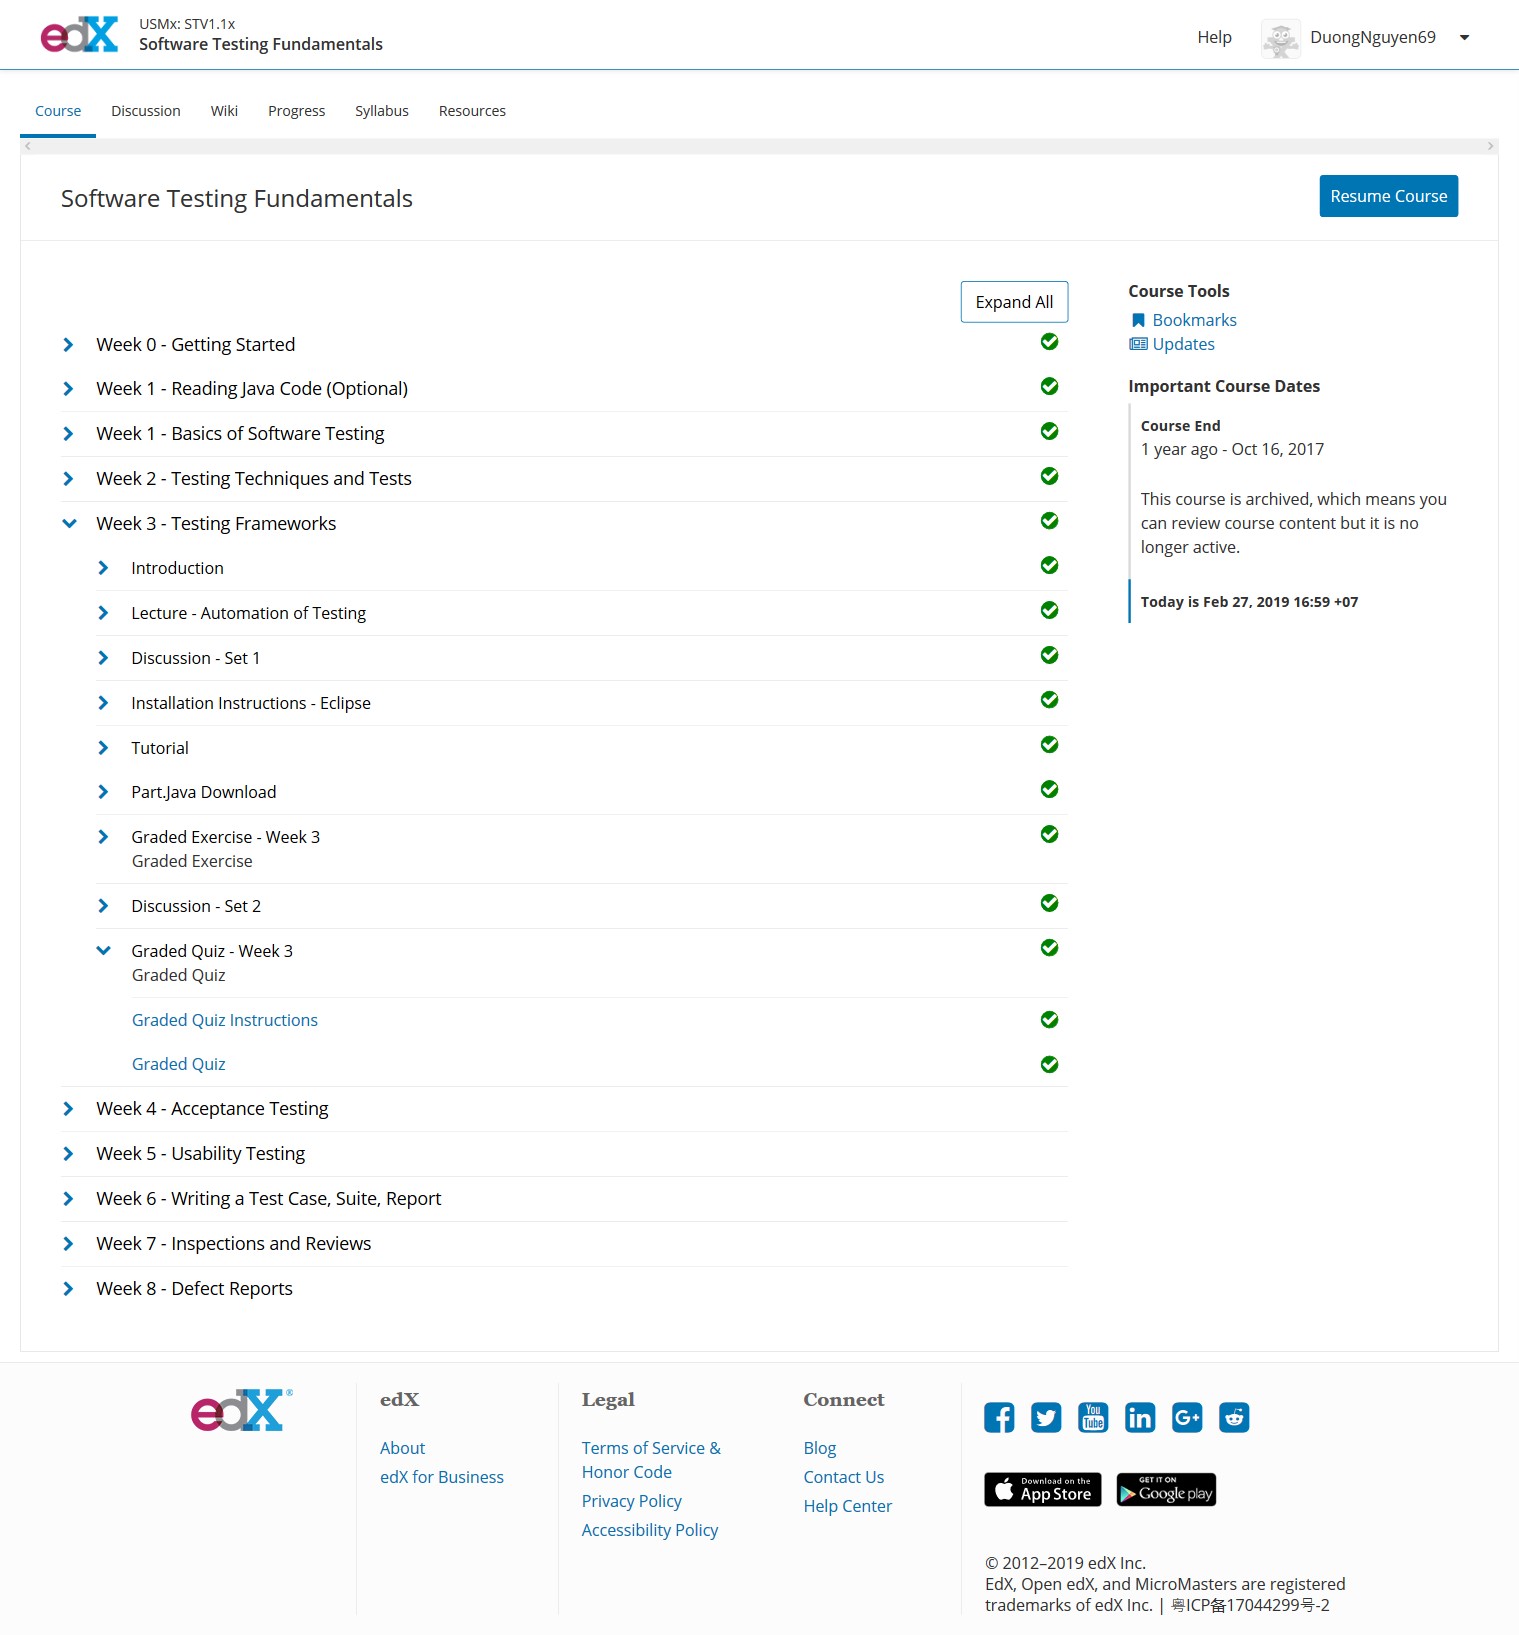 edX
USMx: STV1.1x
Software Testing Fundamentals
Help
DuongNguyen69
Course
Discussion
Wiki
Progress
Syllabus
Resources
Software Testing Fundamentals
Resume Course
Expand All
Week 0 - Getting Started
Week 1 - Reading Java Code (Optional)
Week 1 - Basics of Software Testing
Week 2 - Testing Techniques and Tests
Week 3 - Testing Frameworks
Introduction
Lecture - Automation of Testing
Discussion - Set 1
Installation Instructions - Eclipse
Tutorial
Part.Java Download
Graded Exercise - Week 3
Graded Exercise
Discussion - Set 2
Graded Quiz - Week 3
Graded Quiz
Graded Quiz Instructions
Graded Quiz
Week 4 - Acceptance Testing
Week 5 - Usability Testing
Week 6 - Writing a Test Case, Suite, Report
Week 7 - Inspections and Reviews
Week 8 - Defect Reports
Course Tools
Bookmarks
Updates
Important Course Dates
Course End
1 year ago - Oct 16, 2017
This course is archived, which means you
can review course content but it is no
longer active.
Today is Feb 27, 2019 16:59 +07
edX®
edX
About
edX for Business
Legal
Terms of Service &
Honor Code
Privacy Policy
Accessibility Policy
Connect
Blog
Contact Us
Help Center
You
Tube
in
G+
Download on the
App Store
GET IT ON
Google play
© 2012–2019 edX Inc.
EdX, Open edX, and MicroMasters are registered
trademarks of edX Inc. | 粤ICP备17044299号-2